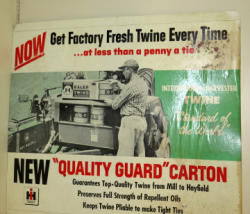 NOW Get Factory Fresh Twine Every Time
...at less than a penny a tie
BALER
TWINE
INTERNATIONAL HARVESTER
TWINE
"Standard of
the World"
NEW "QUALITY GUARD" CARTON
Guarantees Top-Quality Twine from Mill to Hayfield
Preserves Full Strength of Repellent Oils
Keeps Twine Pliable to make Tight Ties